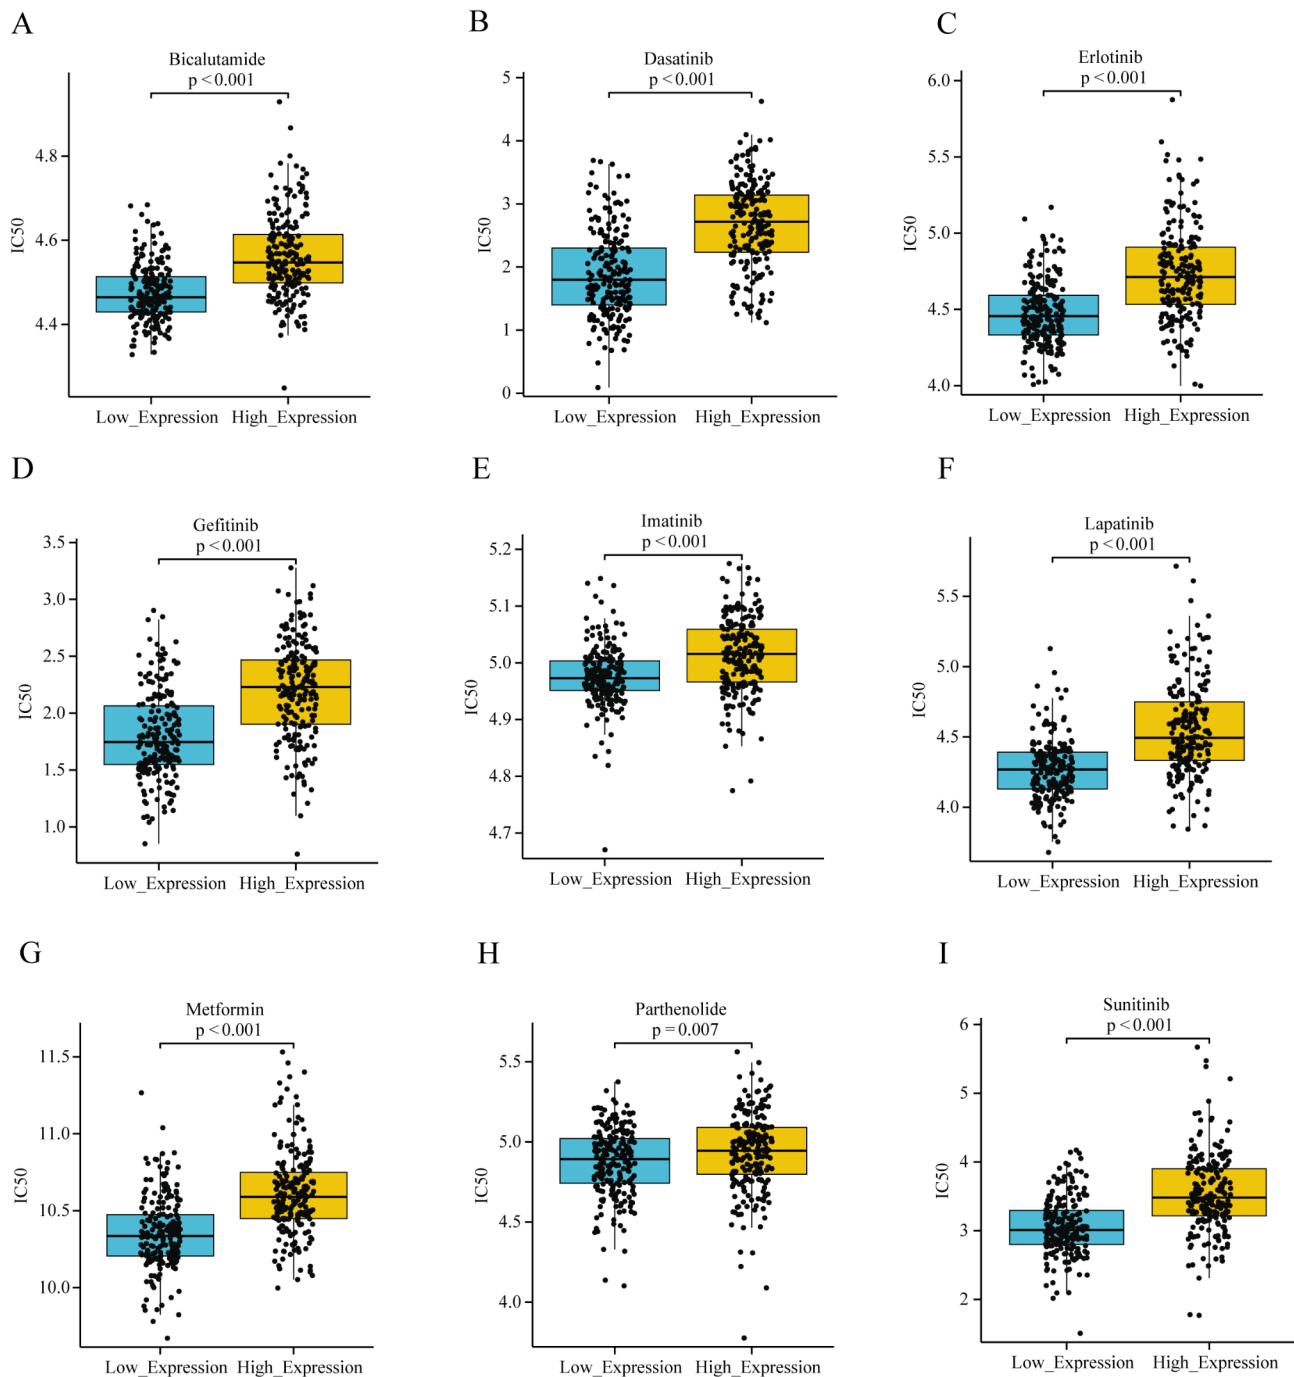 A
Bicalutamide
p<0.001
4.8
4.6
4.4
IC50
Low_Expression High_Expression
B
Dasatinib
p<0.001
5
4
3
2
1
0
IC50
Low_Expression High_Expression
C
Erlotinib
p<0.001
6.0
5.5
5.0
4.5
4.0
IC50
Low_Expression High_Expression
D
Gefitinib
p<0.001
3.5
3.0
2.5
2.0
1.5
1.0
IC50
Low_Expression High_Expression
E
Imatinib
p<0.001
5.2
5.1
5.0
4.9
4.8
4.7
IC50
Low_Expression High_Expression
F
Lapatinib
p<0.001
5.5
5.0
4.5
4.0
IC50
Low_Expression High_Expression
G
Metformin
p<0.001
11.5
11.0
10.5
10.0
IC50
Low_Expression High_Expression
H
Parthenolide
p=0.007
5.5
5.0
4.5
4.0
IC50
Low_Expression High_Expression
I
Sunitinib
p<0.001
6
5
4
3
2
IC50
Low_Expression High_Expression